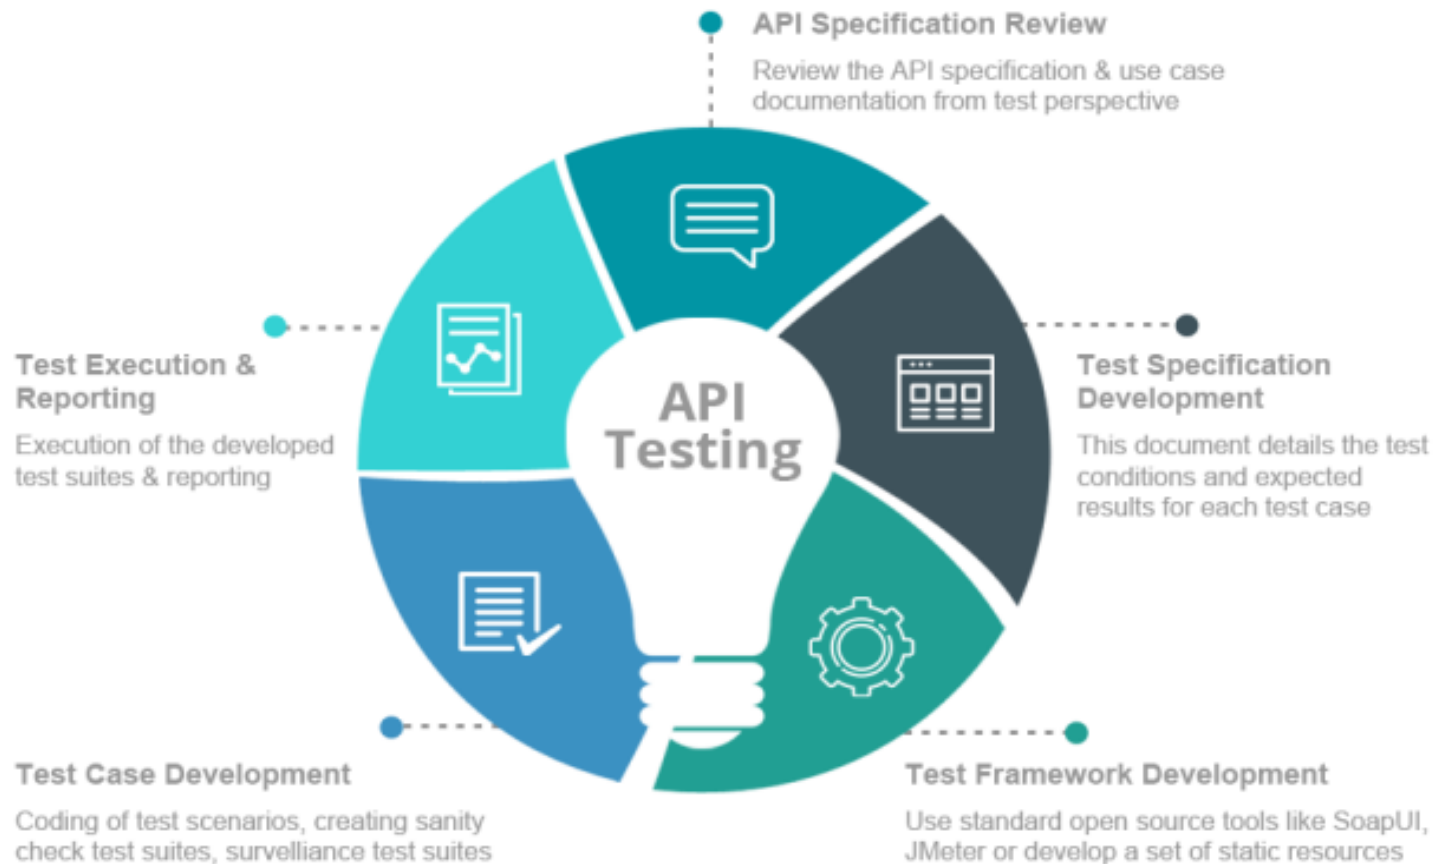 API Specification Review
Review the API specification & use case
documentation from test perspective
API
Testing
Test Specification
Development
This document details the test
conditions and expected
results for each test case
Test Framework Development
Use standard open source tools like SoapUI,
JMeter or develop a set of static resources
Test Case Development
Coding of test scenarios, creating sanity
check test suites, survelliance test suites
Test Execution &
Reporting
Execution of the developed
test suites & reporting